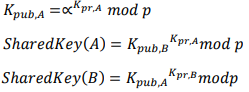 K_{pub,A} =∝^{K_{pr,A}} mod p
SharedKey(A) = K_{pub,B}^{K_{pr,A}} mod p
SharedKey(B) = K_{pub,A}^{K_{pr,B}} modp